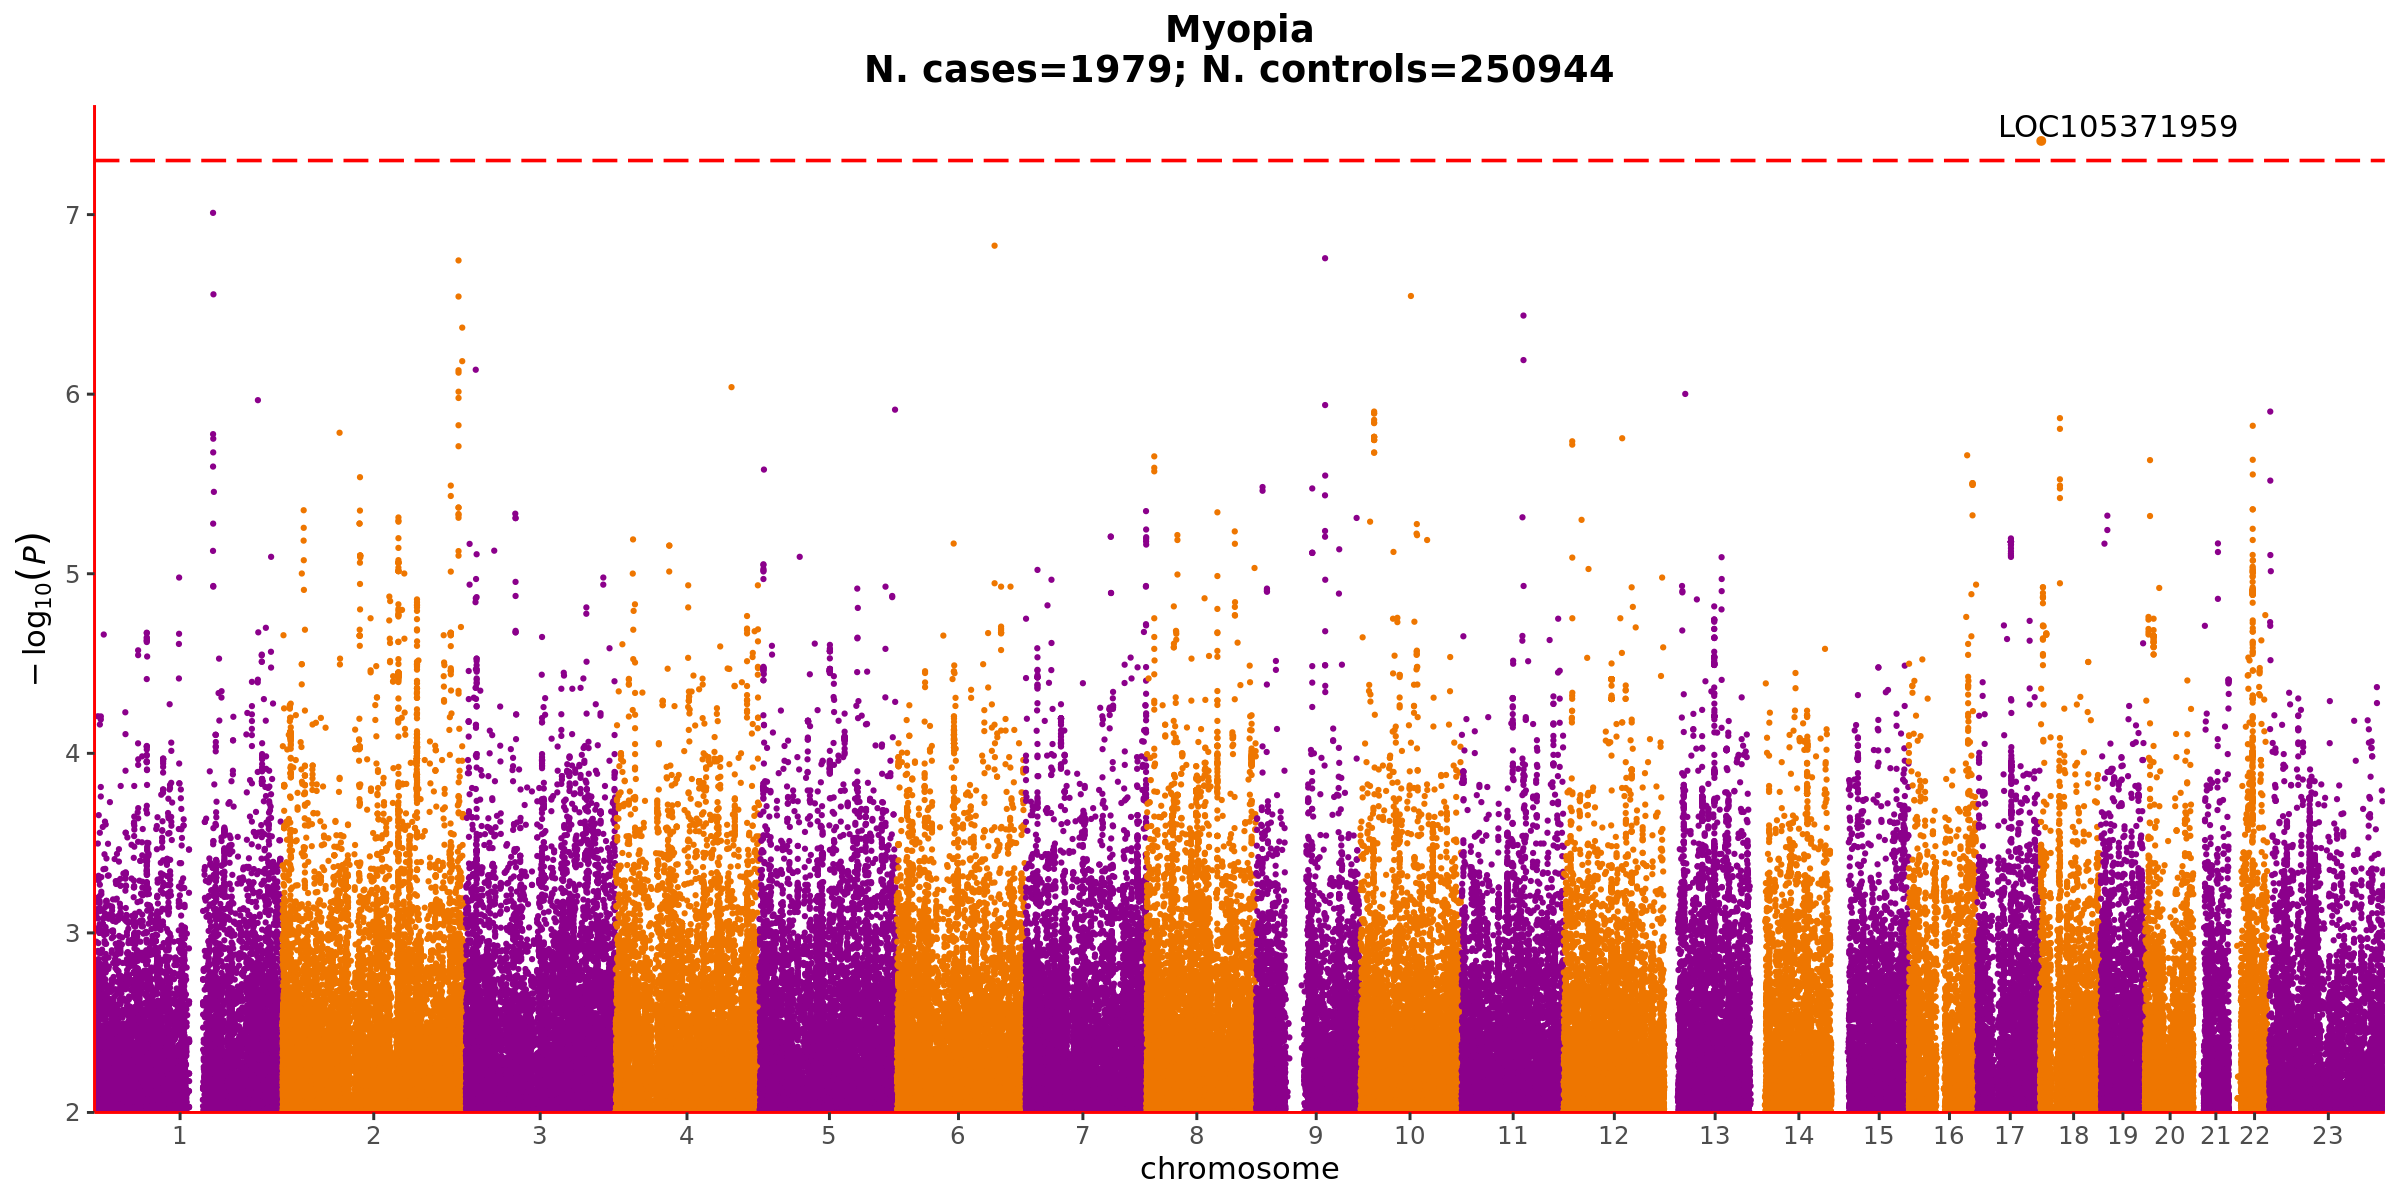 Myopia
N. cases=1979; N. controls=250944
LOC105371959
7
6
5
4
3
2
−log10(P)
1 2 3 4 5 6 7 8 9 10 11 12 13 14 15 16 17 18 19 20 21 22 23
chromosome